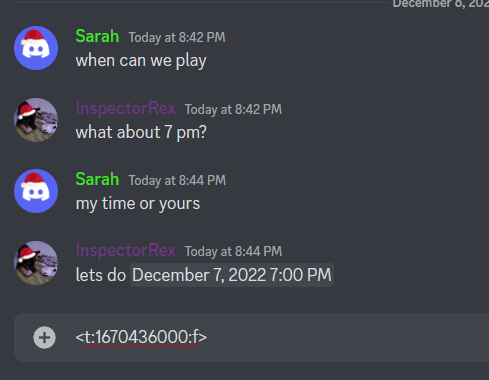 December 6, 202
Sarah Today at 8:42 PM
when can we play
InspectorRex Today at 8:42 PM
what about 7 pm?
Sarah Today at 8:44 PM
my time or yours
InspectorRex Today at 8:44 PM
lets do December 7, 2022 7:00 PM
<t:1670436000:f>